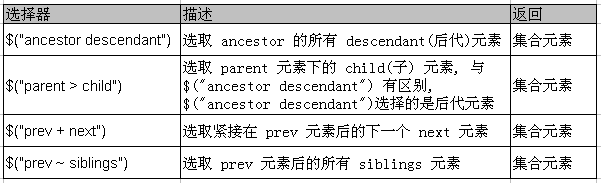 选择器 描述 返回
$("ancestor descendant") 选取 ancestor 的所有 descendant(后代)元素 集合元素
选取 parent 元素下的 child(子) 元素, 与
$("parent > child") $("ancestor descendant") 有区别, 集合元素
$("ancestor descendant")选择的是后代元素
$("prev + next") 选取紧接在 prev 元素后的下一个 next 元素 集合元素
$("prev ~ siblings") 选取 prev 元素后的所有 siblings 元素 集合元素